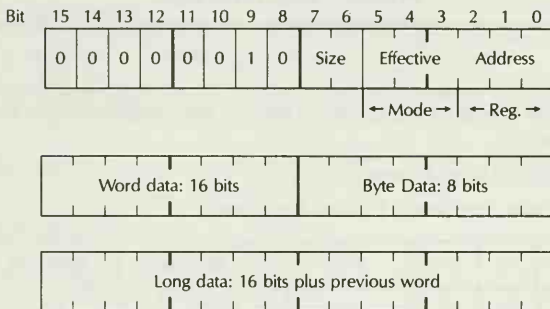 Bit 15 14 13 12 11 10 9 8 7 6 5 4 3 2 1 0
0 0 0 0 0 0 1 0 Size Effective Address
←Mode→ ←Reg.→
Word data: 16 bits Byte Data: 8 bits
Long data: 16 bits plus previous word